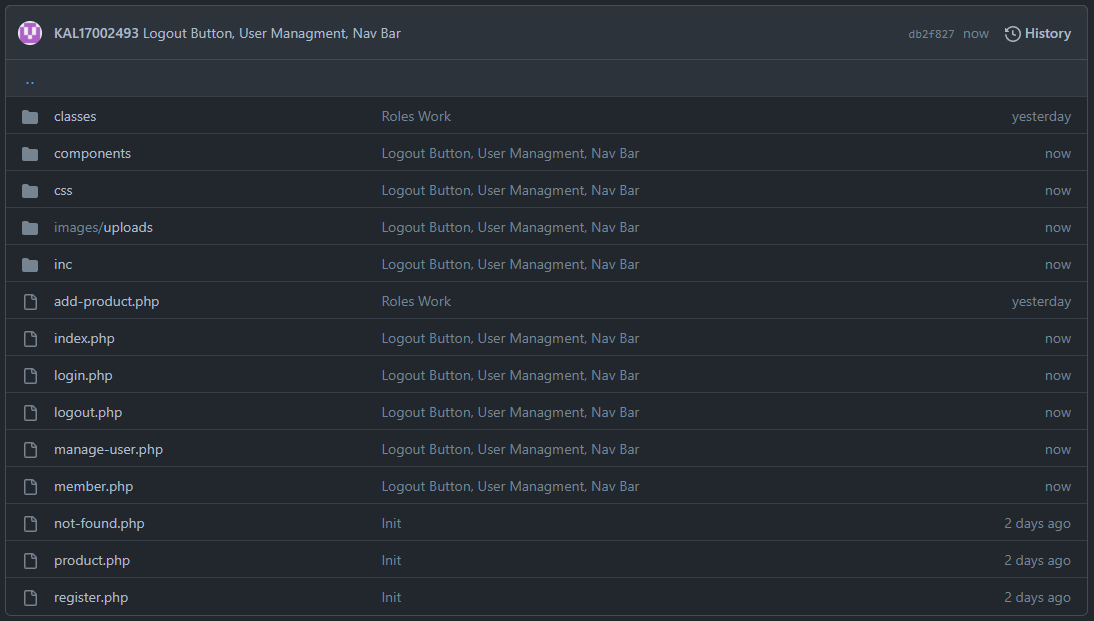 KAL17002493 Logout Button, User Managment, Nav Bar db2f827 now History
..
classes Roles Work yesterday
components Logout Button, User Managment, Nav Bar now
css Logout Button, User Managment, Nav Bar now
images/uploads Logout Button, User Managment, Nav Bar now
inc Logout Button, User Managment, Nav Bar now
add-product.php Roles Work yesterday
index.php Logout Button, User Managment, Nav Bar now
login.php Logout Button, User Managment, Nav Bar now
logout.php Logout Button, User Managment, Nav Bar now
manage-user.php Logout Button, User Managment, Nav Bar now
member.php Logout Button, User Managment, Nav Bar now
not-found.php Init 2 days ago
product.php Init 2 days ago
register.php Init 2 days ago